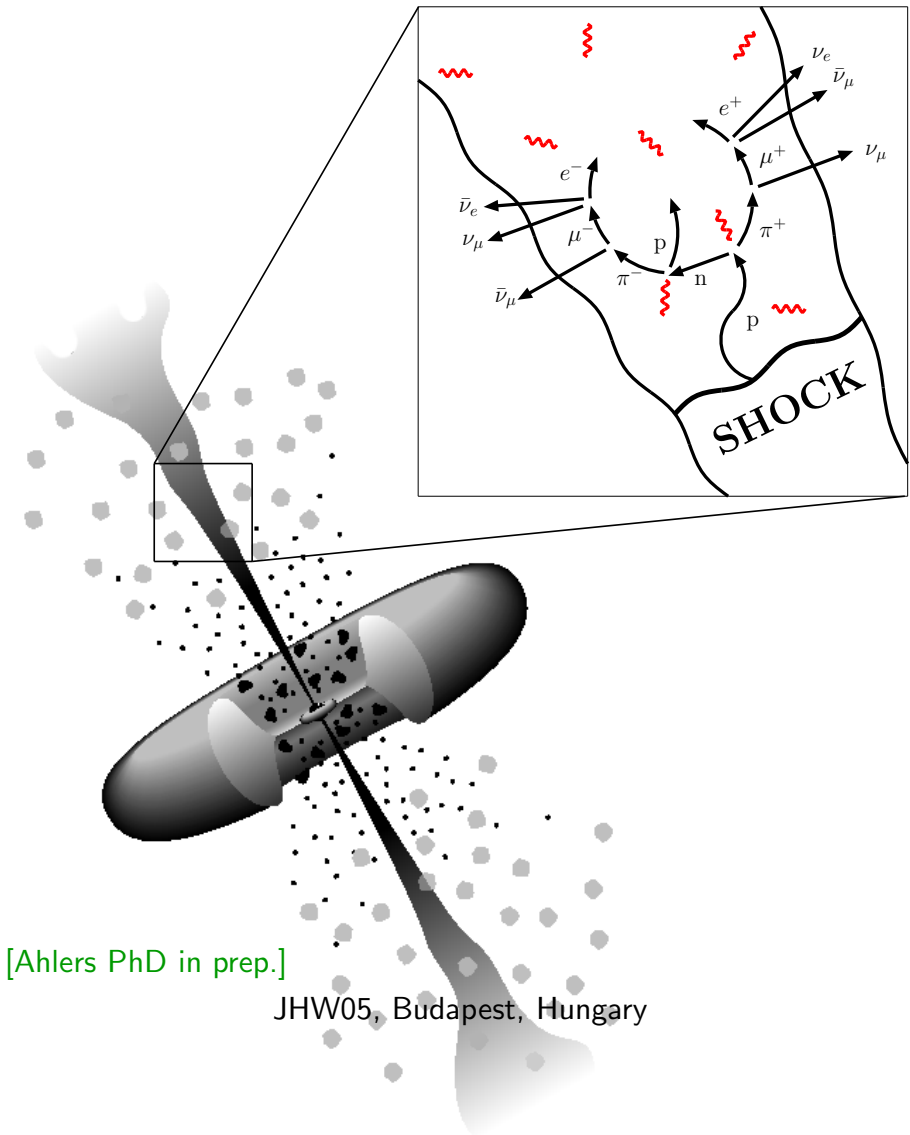 ν_e
ν̄_μ
e⁺
μ⁺
ν_μ
e⁻
ν̄_e
ν_μ
μ⁻
p
π⁺
π⁻
n
ν̄_μ
p
SHOCK
[Ahlers PhD in prep.]
JHW05, Budapest, Hungary